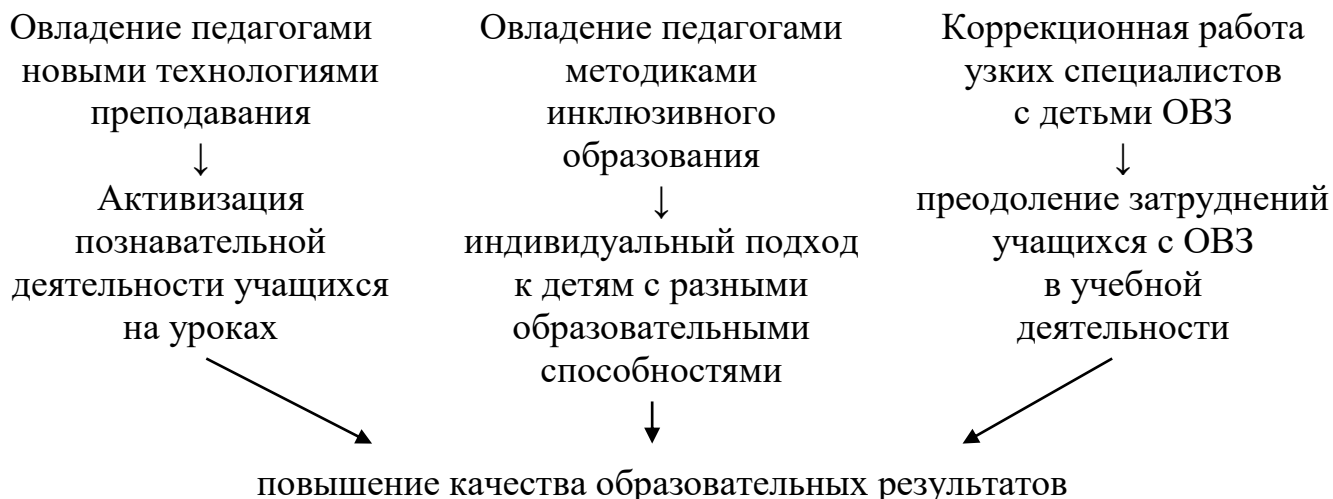 Овладение педагогами
новыми технологиями
преподавания
↓
Активизация
познавательной
деятельности учащихся
на уроках
Овладение педагогами
методиками
инклюзивного
образования
↓
индивидуальный подход
к детям с разными
образовательными
способностями
Коррекционная работа
узких специалистов
с детьми ОВЗ
↓
преодоление затруднений
учащихся с ОВЗ
в учебной
деятельности
повышение качества образовательных результатов